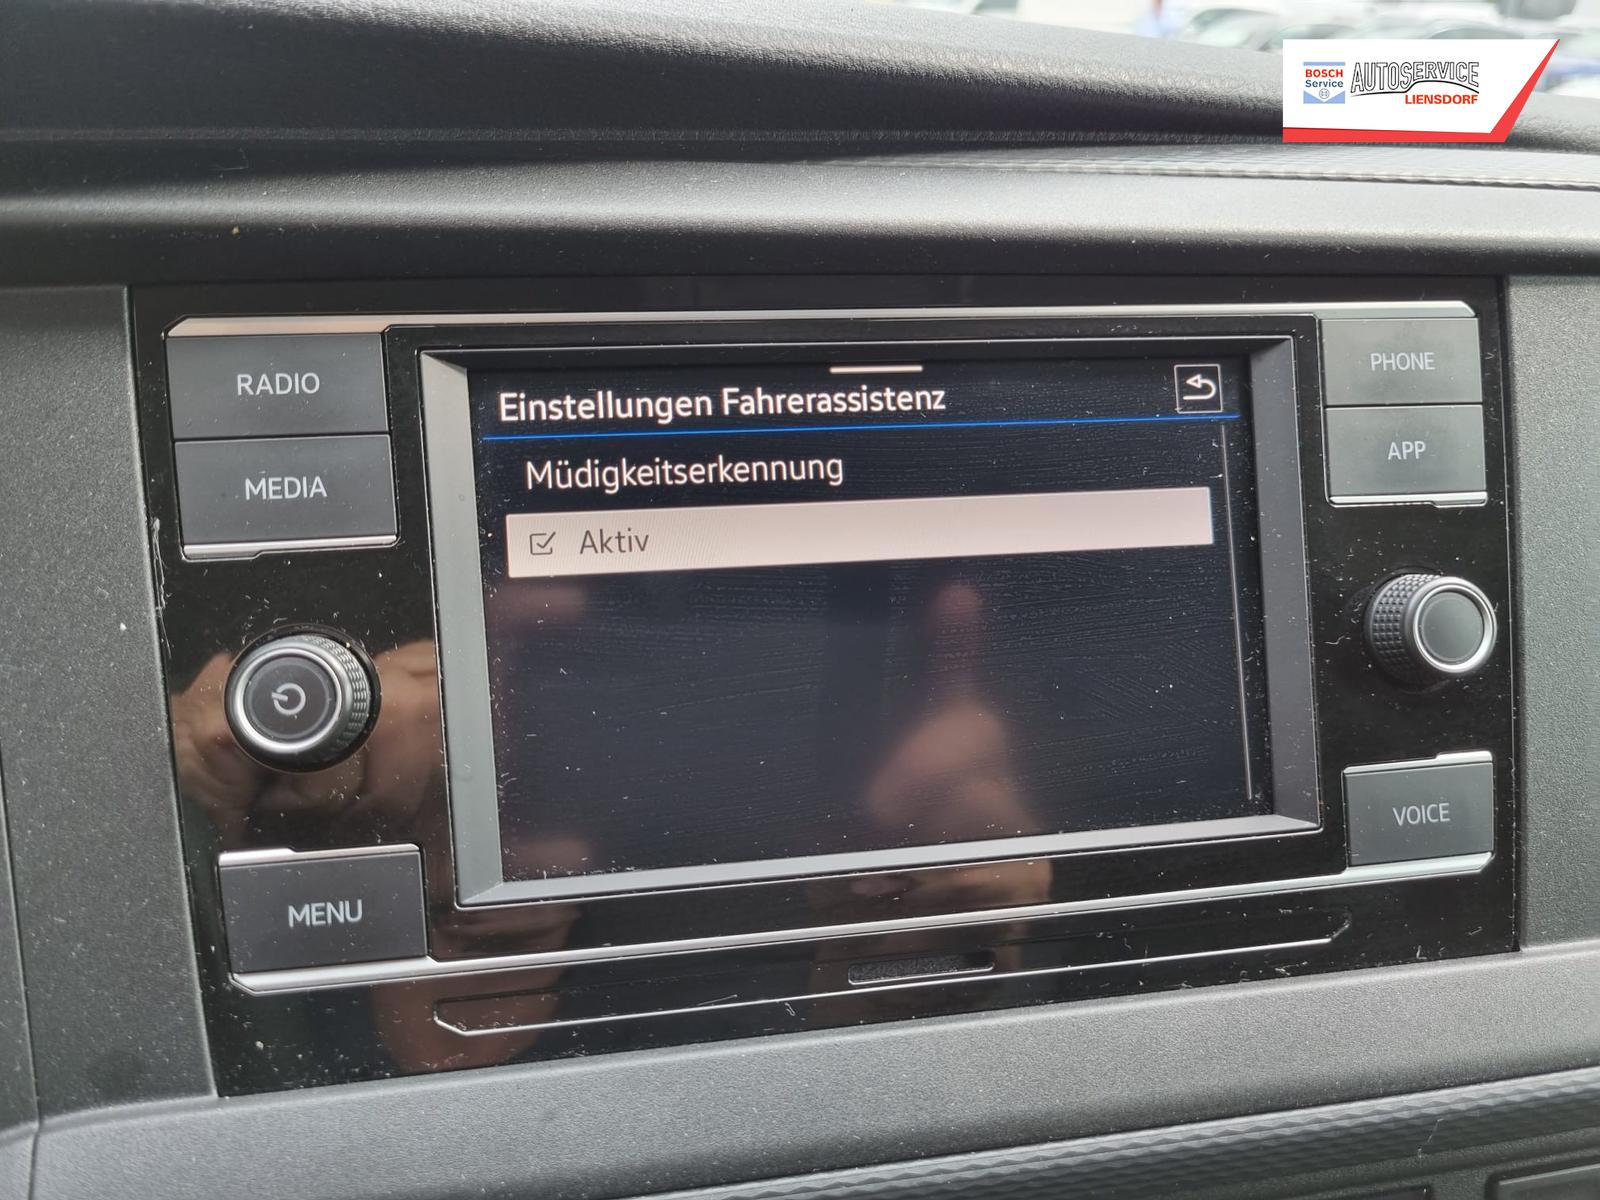 BOSCH
Service
AUTOSERVICE
LIENSDORF
RADIO
MEDIA
MENU
Einstellungen Fahrerassistenz
Müdigkeitserkennung
Aktiv
PHONE
APP
VOICE